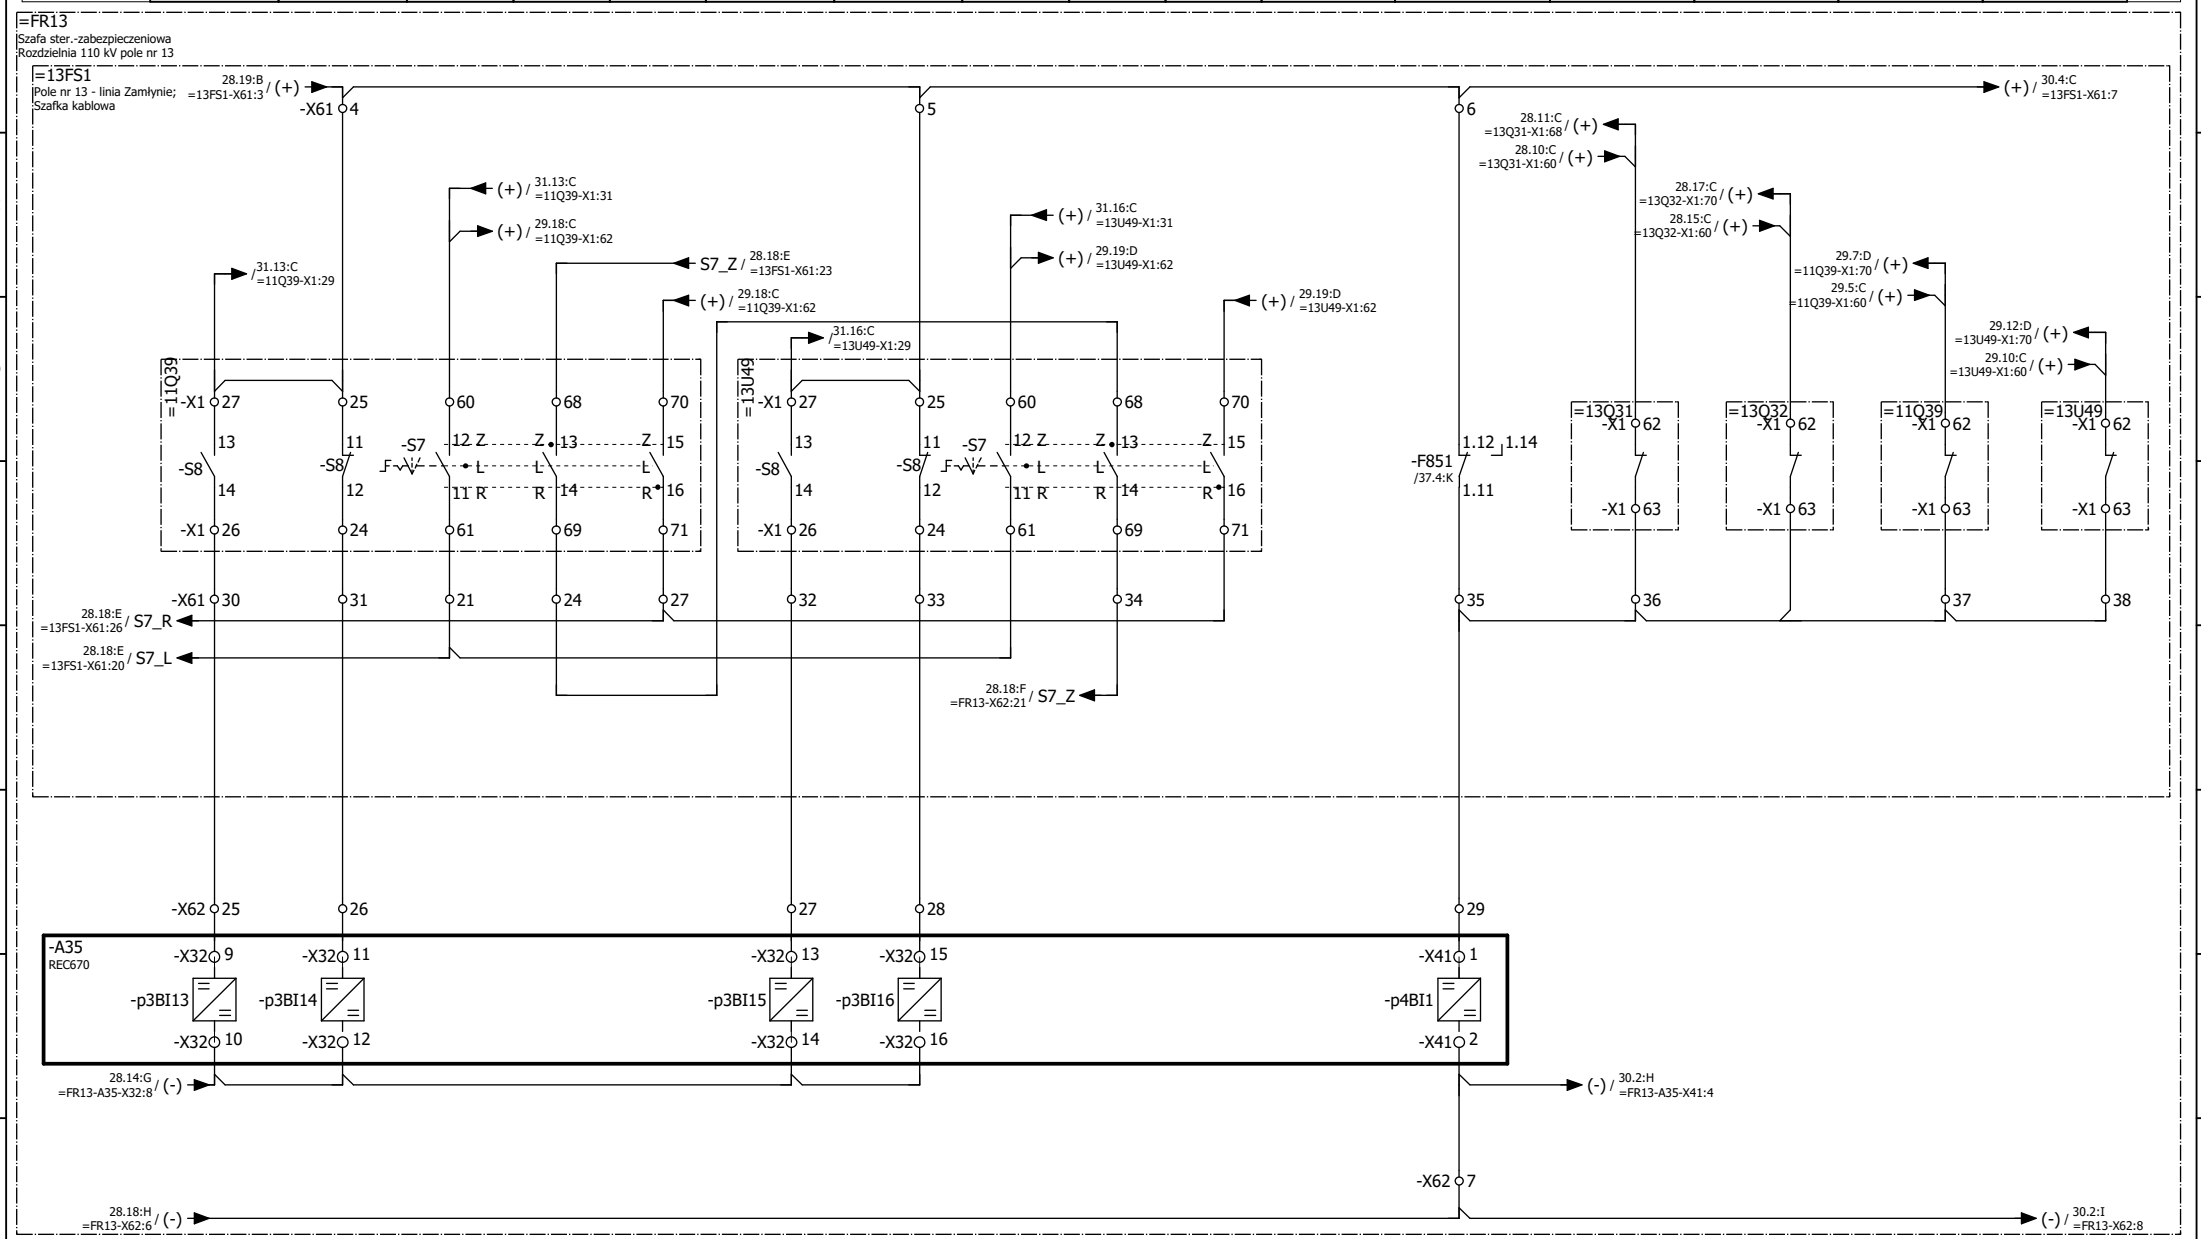 =FR13
Szafa ster.-zabezpieczeniowa
Rozdzielnia 110 kV pole nr 13
=13FS1
Pole nr 13 - linia Zamłynie;
Szafka kablowa
28.19:B
=13FS1-X61:3
/ (+)
-X61 4
5
6
(+) /
30.4:C
=13FS1-X61:7
28.11:C
=13Q31-X1:68
/ (+)
28.10:C
=13Q31-X1:60
/ (+)
28.17:C
=13Q32-X1:70
/ (+)
28.15:C
=13Q32-X1:60
/ (+)
29.7:D
=11Q39-X1:70
/ (+)
29.5:C
=11Q39-X1:60
/ (+)
29.12:D
=13U49-X1:70
/ (+)
29.10:C
=13U49-X1:60
/ (+)
(+) /
31.13:C
=11Q39-X1:31
(+) /
29.18:C
=11Q39-X1:62
/
31.13:C
=11Q39-X1:29
S7_Z /
28.18:E
=13FS1-X61:23
(+) /
29.18:C
=11Q39-X1:62
(+) /
31.16:C
=13U49-X1:31
(+) /
29.19:D
=13U49-X1:62
(+) /
29.19:D
=13U49-X1:62
/
31.16:C
=13U49-X1:29
=11Q39
-X1 27 25 60 68 70
13 11 12 Z Z 13 Z 15
-S8 -S8 -S7 L L L
14 12 11 R R 14 R 16
-X1 26 24 61 69 71
=13U49
-X1 27 25 60 68 70
13 11 12 Z Z 13 Z 15
-S8 -S8 -S7 L L L
14 12 11 R R 14 R 16
-X1 26 24 61 69 71
1.12 1.14
-F851
/37.4:K
1.11
=13Q31
-X1 62
-X1 63
=13Q32
-X1 62
-X1 63
=11Q39
-X1 62
-X1 63
=13U49
-X1 62
-X1 63
-X61 30 31 21 24 27 32 33 34 35 36 37 38
28.18:E
=13FS1-X61:26
/ S7_R
28.18:E
=13FS1-X61:20
/ S7_L
28.18:F
=FR13-X62:21
/ S7_Z
-X62 25 26 27 28 29
-A35
REC670
-X32 9 -X32 11 -X32 13 -X32 15 -X41 1
-p3BI13 -p3BI14 -p3BI15 -p3BI16 -p4BI1
-X32 10 -X32 12 -X32 14 -X32 16 -X41 2
28.14:G
=FR13-A35-X32:8
/ (-)
(-) /
30.2:H
=FR13-A35-X41:4
-X62 7
28.18:H
=FR13-X62:6
/ (-)
(-) /
30.2:I
=FR13-X62:8